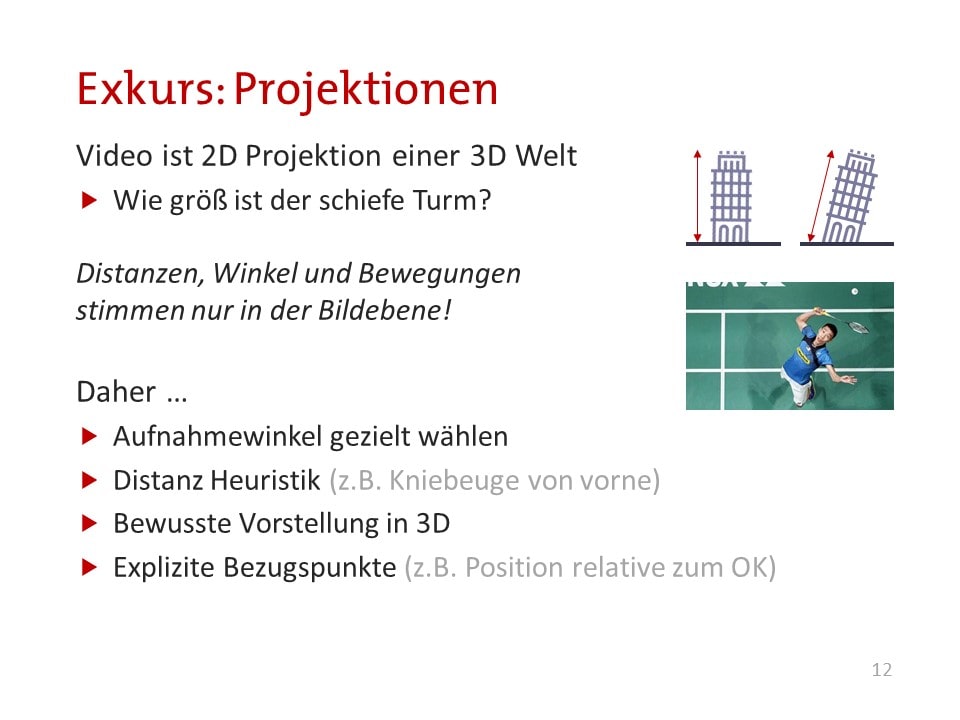 Exkurs: Projektionen
Video ist 2D Projektion einer 3D Welt
Wie größ ist der schiefe Turm?
Distanzen, Winkel und Bewegungen
stimmen nur in der Bildebene!
Daher …
Aufnahmewinkel gezielt wählen
Distanz Heuristik (z.B. Kniebeuge von vorne)
Bewusste Vorstellung in 3D
Explizite Bezugspunkte (z.B. Position relative zum OK)
12